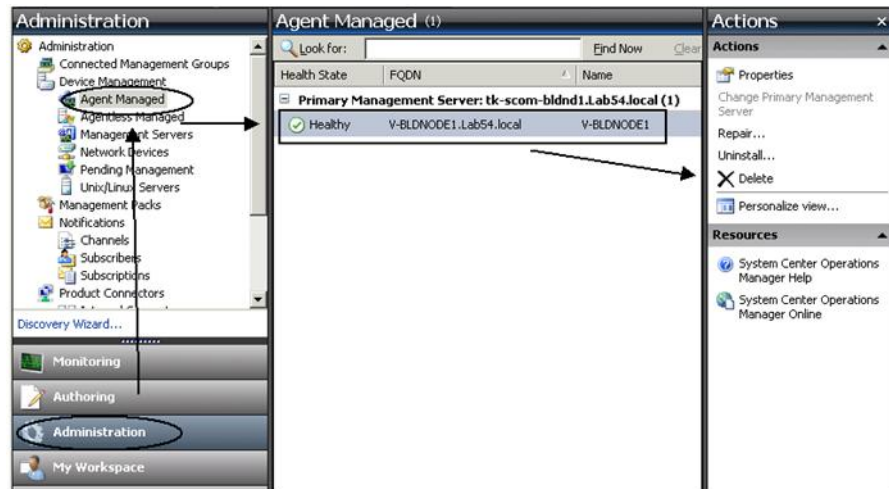 Administration
Administration
Connected Management Groups
Device Management
Agent Managed
Agentless Managed
Management Servers
Network Devices
Pending Management
Unix/Linux Servers
Management Packs
Notifications
Channels
Subscribers
Subscriptions
Product Connectors
Discovery Wizard...
Monitoring
Authoring
Administration
My Workspace
Agent Managed (1)
Look for:
Find Now
Clear
Health State
FQDN
Name
Primary Management Server: tk-scom-bldnd1.Lab54.local (1)
Healthy
V-BLDNODE1.Lab54.local
V-BLDNODE1
Actions
Actions
Properties
Change Primary Management
Server
Repair...
Uninstall...
Delete
Personalize view...
Resources
System Center Operations
Manager Help
System Center Operations
Manager Online